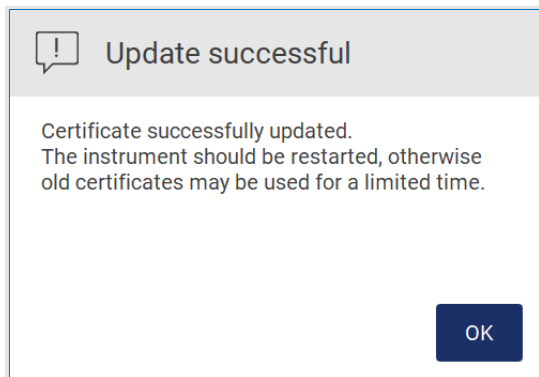 Update successful
Certificate successfully updated.
The instrument should be restarted, otherwise
old certificates may be used for a limited time.
OK